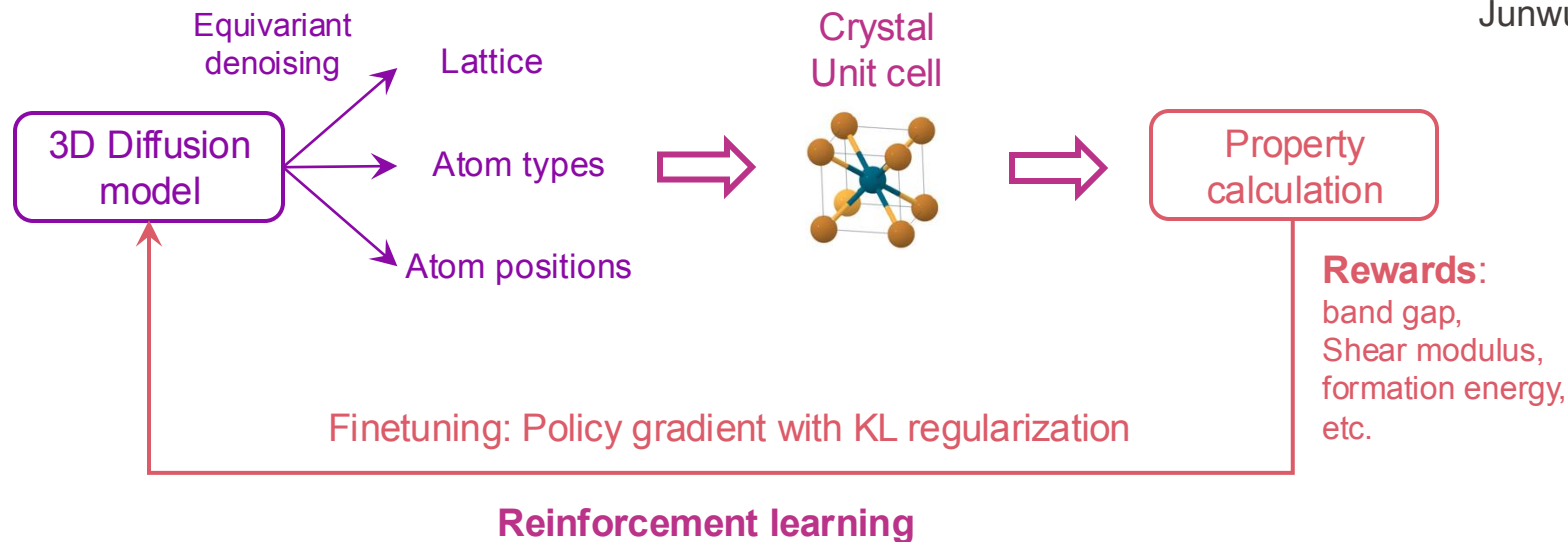 Junwu
Equivariant
denoising
Lattice
Crystal
Unit cell
3D Diffusion
model
Atom types
Property
calculation
Atom positions
Rewards:
band gap,
Shear modulus,
formation energy,
etc.
Finetuning: Policy gradient with KL regularization
Reinforcement learning